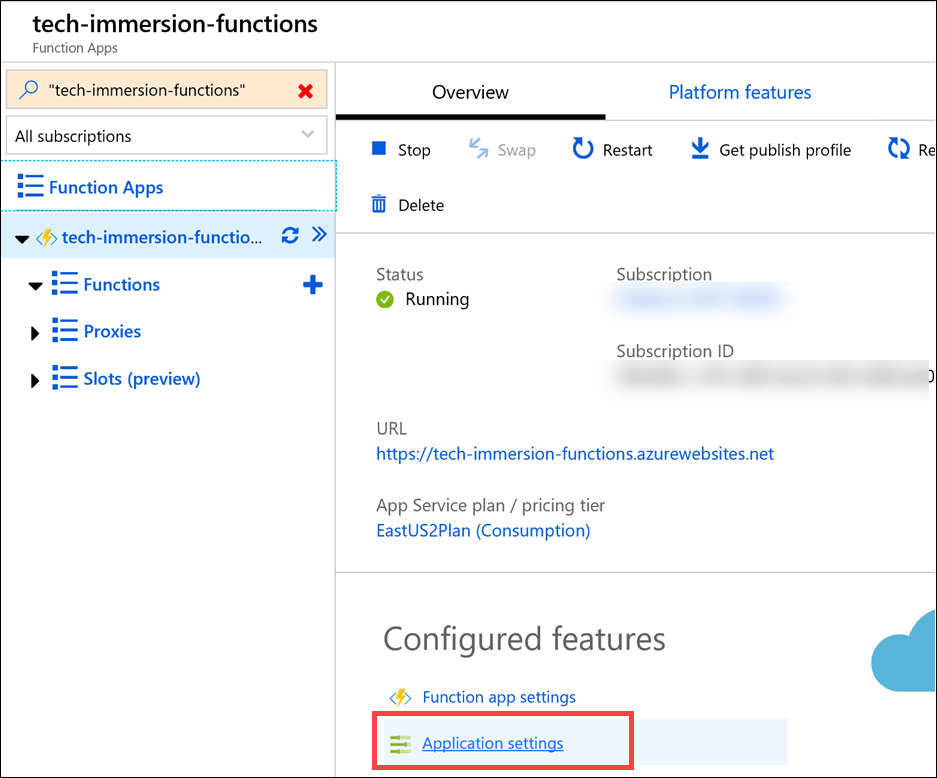 tech-immersion-functions
Function Apps
"tech-immersion-functions"
All subscriptions
Function Apps
tech-immersion-functio...
Functions
Proxies
Slots (preview)
Overview
Platform features
Stop
Swap
Restart
Get publish profile
Re
Delete
Status
Running
Subscription
Subscription ID
0
URL
https://tech-immersion-functions.azurewebsites.net
App Service plan / pricing tier
EastUS2Plan (Consumption)
Configured features
Function app settings
Application settings